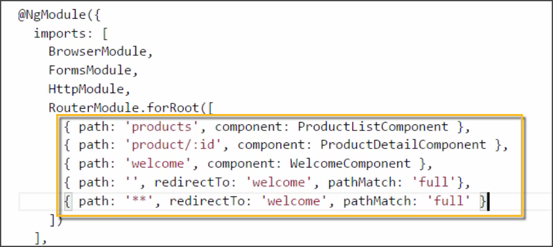 @NgModule({
imports: [
BrowserModule,
FormsModule,
HttpModule,
RouterModule.forRoot([
{ path: 'products', component: ProductListComponent },
{ path: 'product/:id', component: ProductDetailComponent },
{ path: 'welcome', component: WelcomeComponent },
{ path: '', redirectTo: 'welcome', pathMatch: 'full'},
{ path: '**', redirectTo: 'welcome', pathMatch: 'full' }
])
],